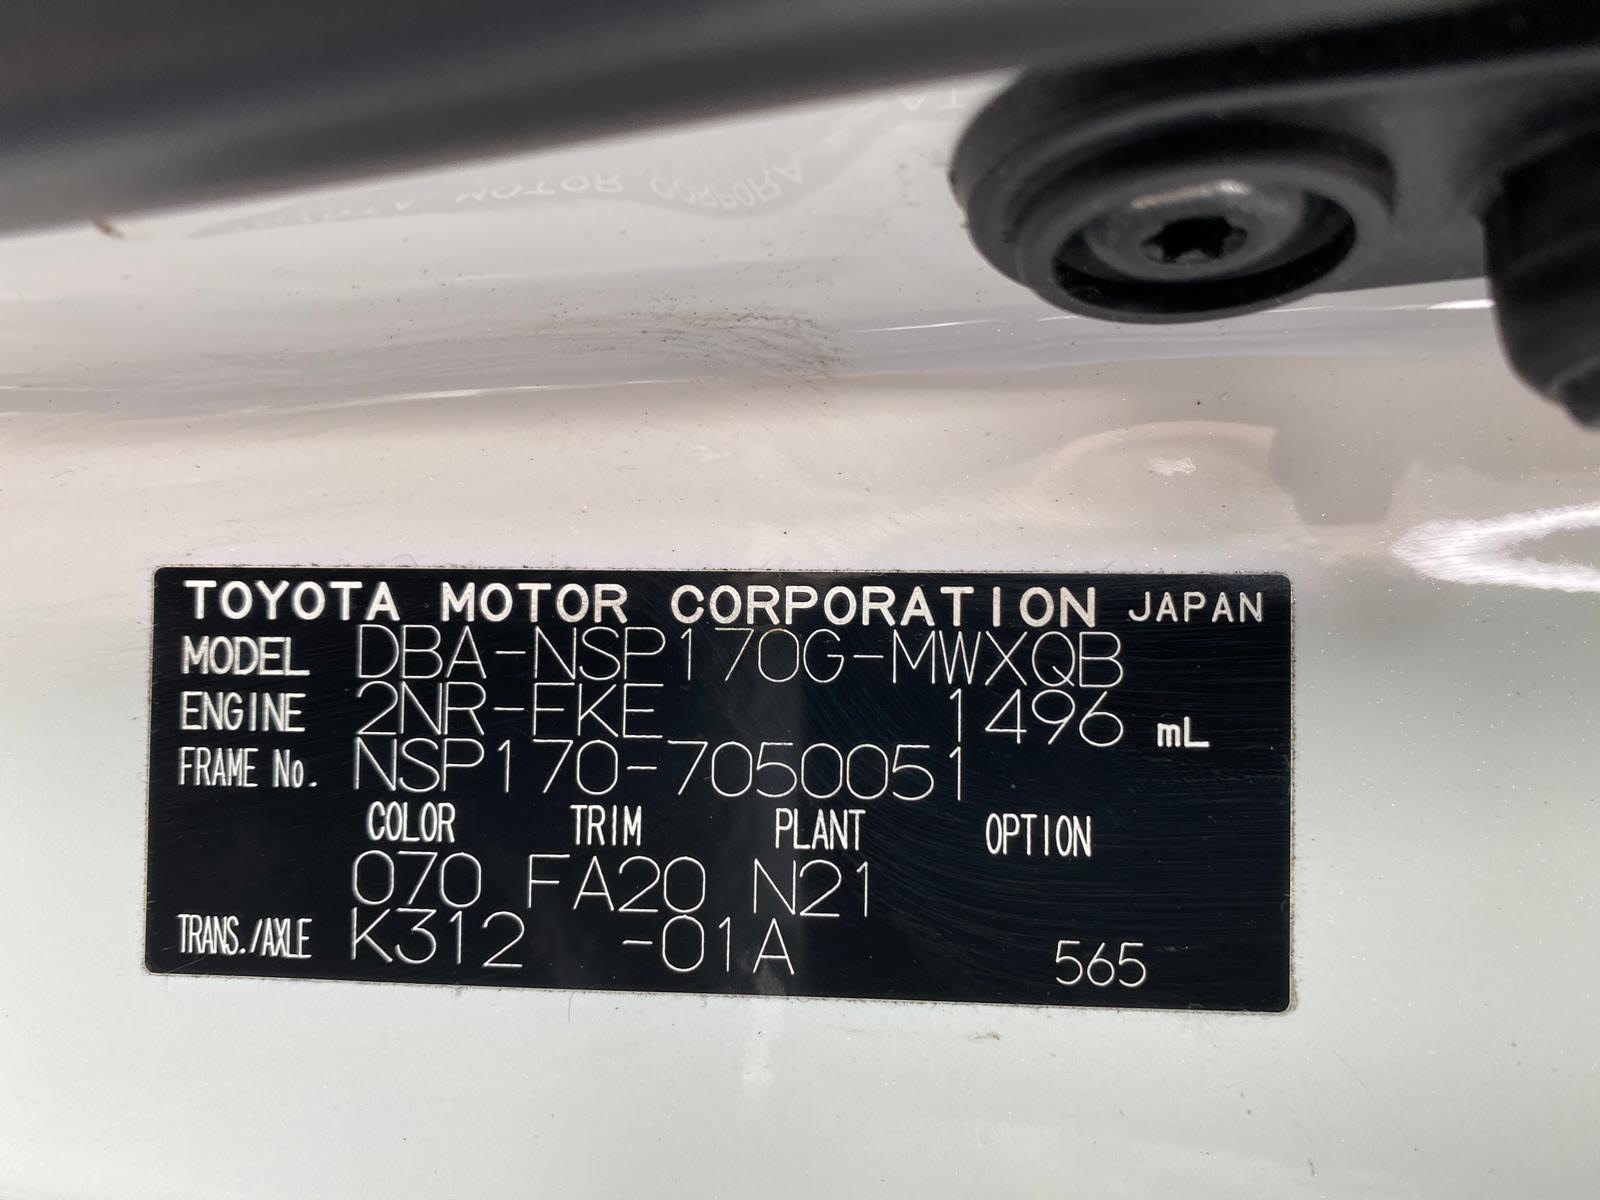 TOYOTA MOTOR CORPORATION JAPAN
MODEL DBA-NSP170G-MWXQB
ENGINE 2NR-FKE 1496 mL
FRAME No. NSP170-7050051
COLOR TRIM PLANT OPTION
070 FA20 N21
TRANS./AXLE K312 -01A 565